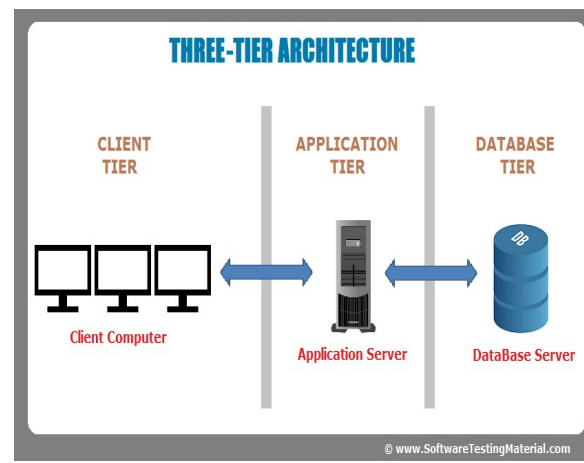 THREE-TIER ARCHITECTURE
CLIENT
TIER
APPLICATION
TIER
DATABASE
TIER
DB
Client Computer
Application Server
DataBase Server
© www.SoftwareTestingMaterial.com